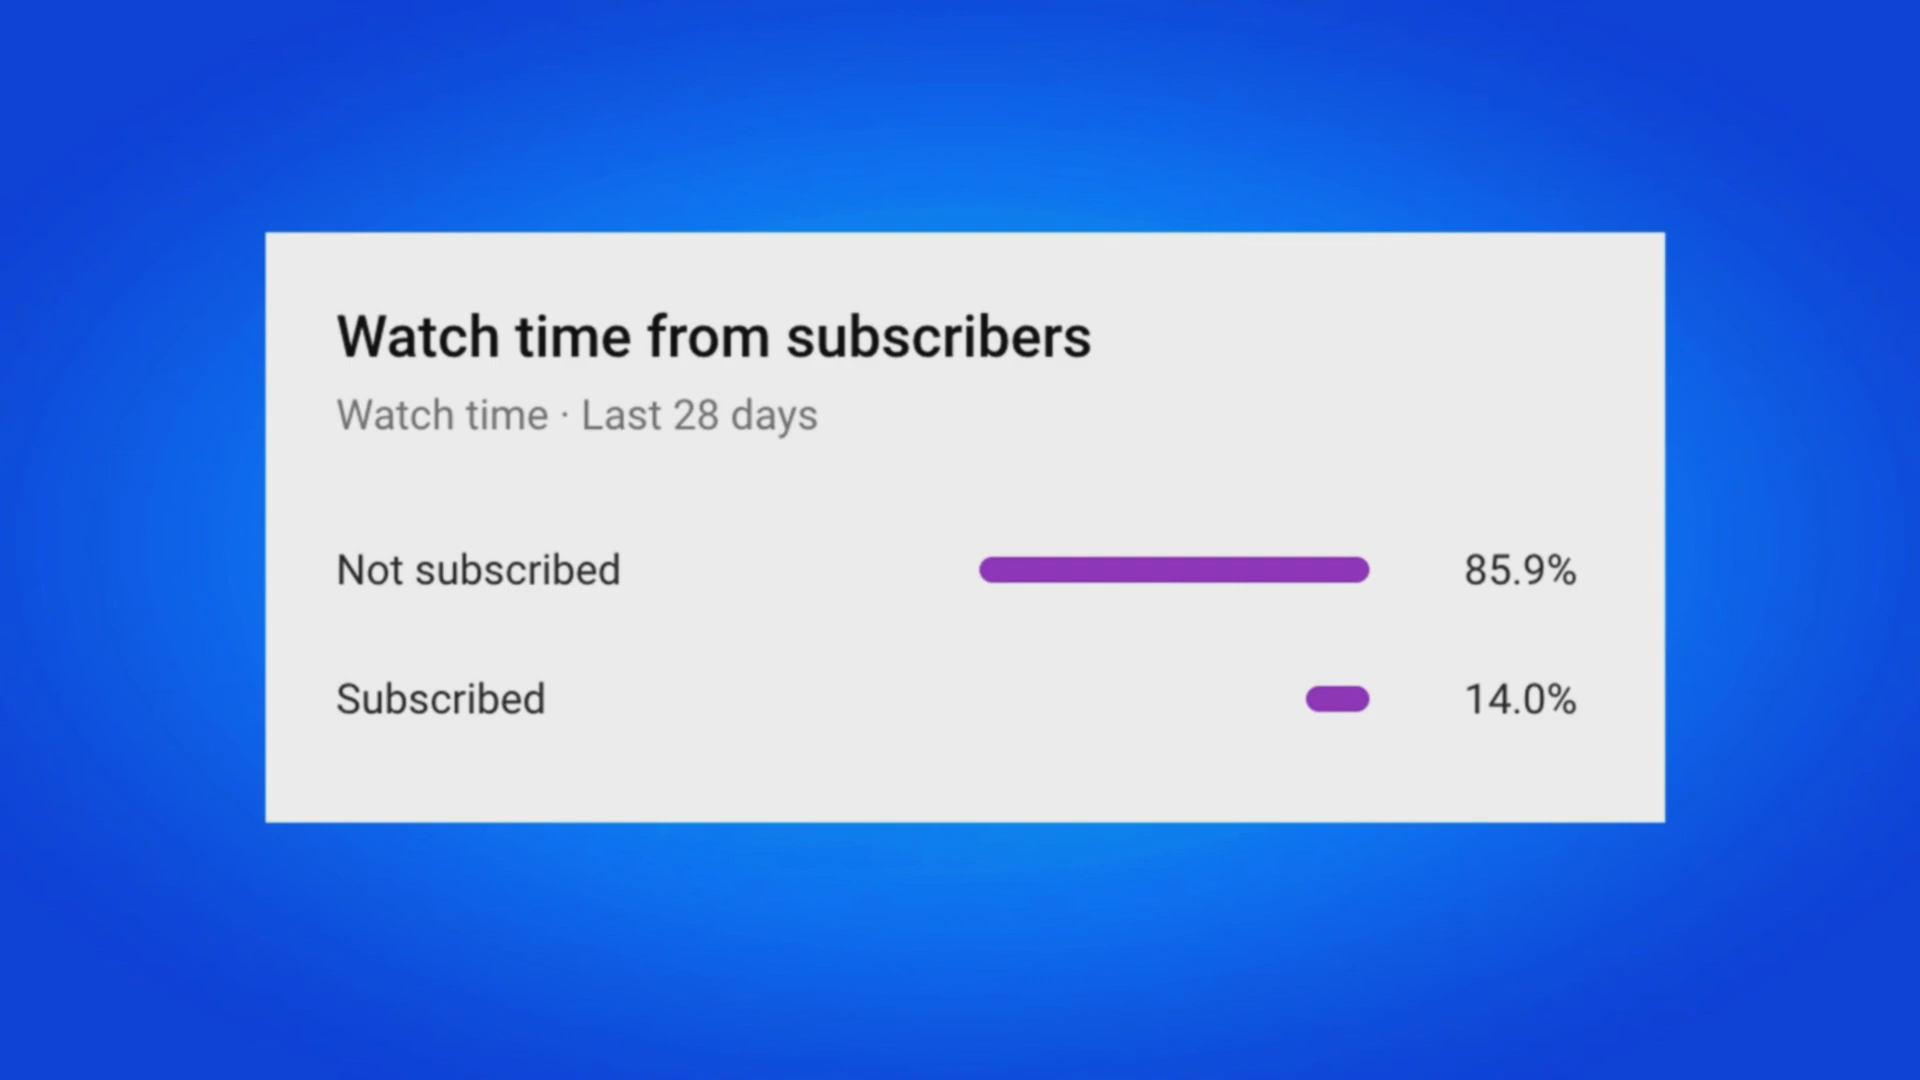 Watch time from subscribers
Watch time · Last 28 days
Not subscribed 85.9%
Subscribed 14.0%